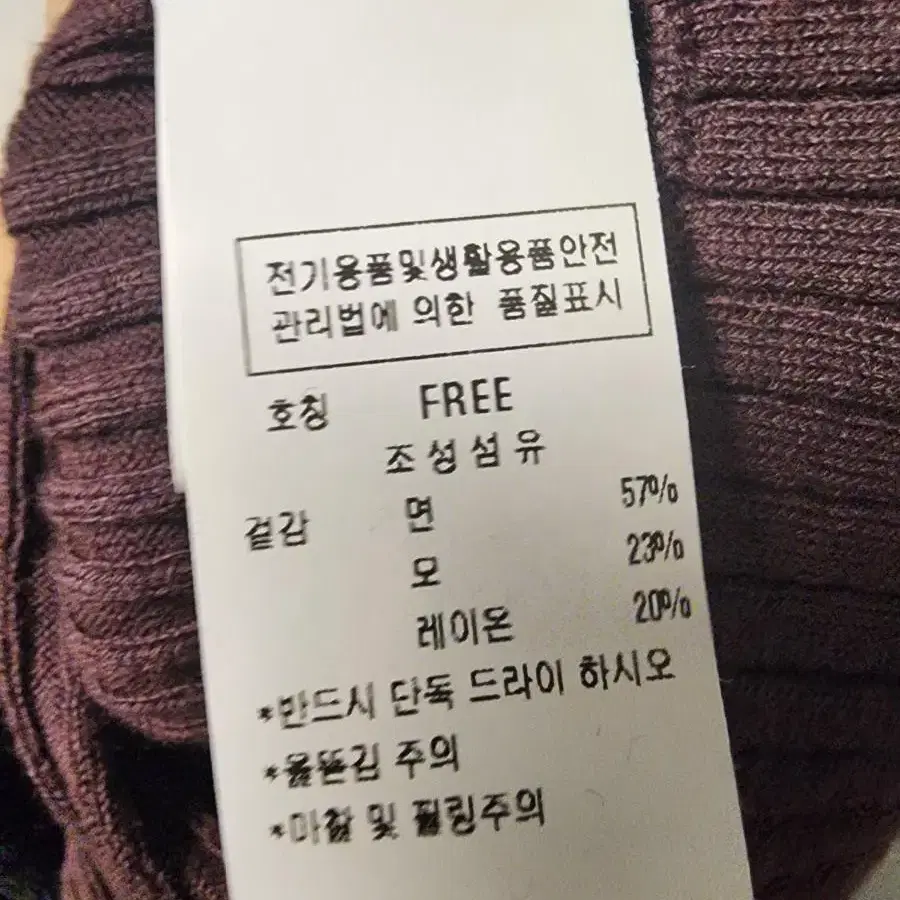 전기용품및생활용품안전
관리법에 의한 품질표시
호칭 FREE
조성섬유
겉감 면 57%
모 23%
레이온 20%
*반드시 단독 드라이 하시오
*올뜯김 주의
*마찰 및 필링주의